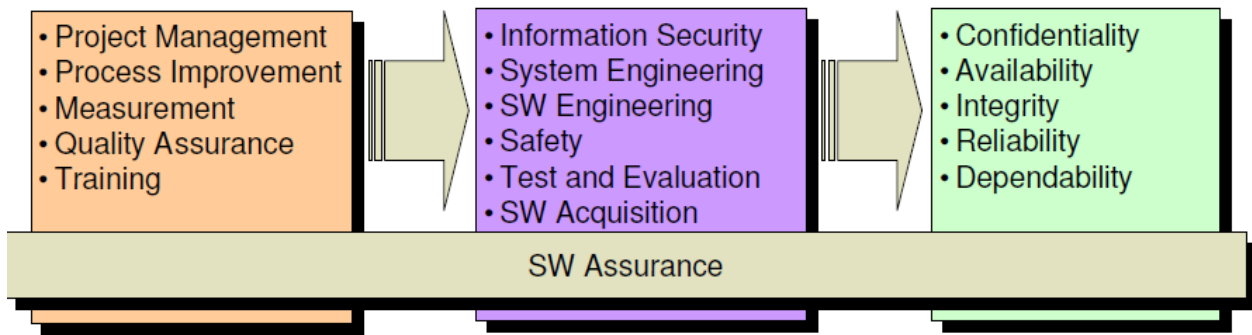 • Project Management
• Process Improvement
• Measurement
• Quality Assurance
• Training
• Information Security
• System Engineering
• SW Engineering
• Safety
• Test and Evaluation
• SW Acquisition
• Confidentiality
• Availability
• Integrity
• Reliability
• Dependability
SW Assurance